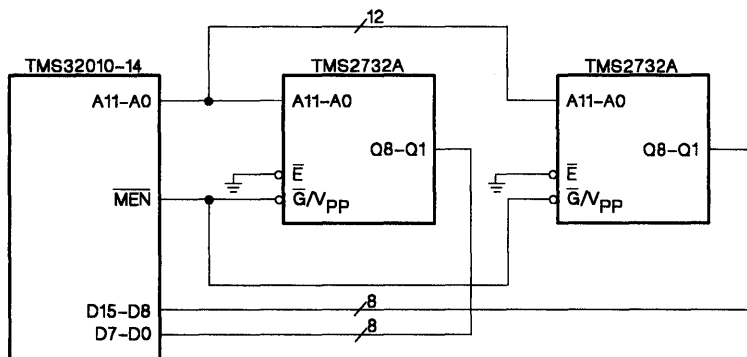 12
TMS32010-14 TMS2732A TMS2732A
A11-A0 A11-A0 A11-A0
Q8-Q1 Q8-Q1
E̅ E̅
M̅E̅N̅ G̅/VPP G̅/VPP
D15-D8 8
D7-D0 8